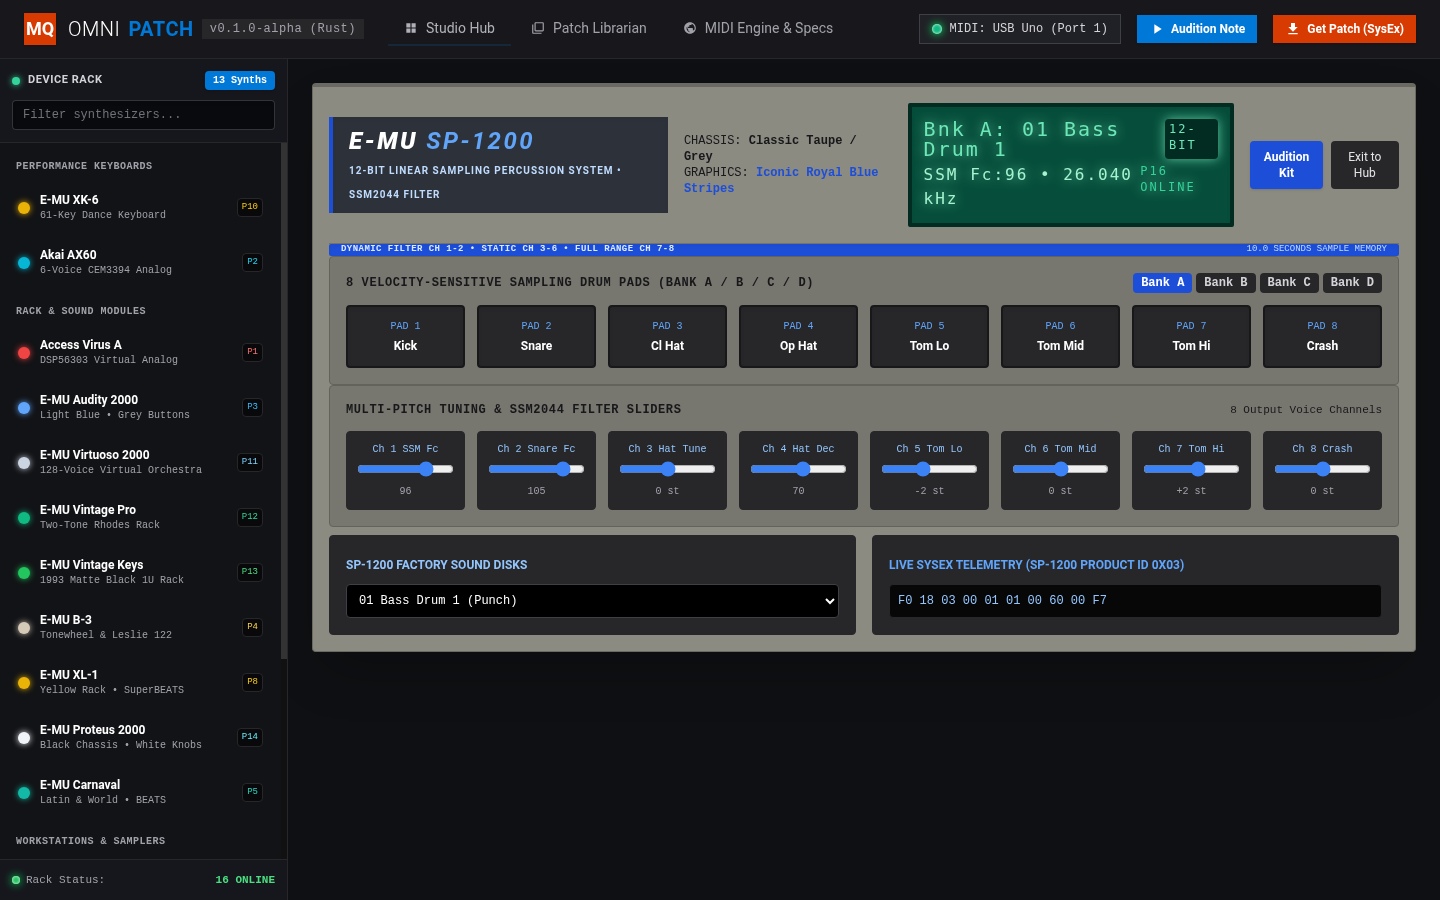 MQ OMNI PATCH v0.1.0-alpha (Rust)
Studio Hub
Patch Librarian
MIDI Engine & Specs
MIDI: USB Uno (Port 1)
Audition Note
Get Patch (SysEx)
DEVICE RACK
13 Synths
Filter synthesizers...
PERFORMANCE KEYBOARDS
E-MU XK-6
61-Key Dance Keyboard
P10
Akai AX60
6-Voice CEM3394 Analog
P2
RACK & SOUND MODULES
Access Virus A
DSP56303 Virtual Analog
P1
E-MU Audity 2000
Light Blue • Grey Buttons
P3
E-MU Virtuoso 2000
128-Voice Virtual Orchestra
P11
E-MU Vintage Pro
Two-Tone Rhodes Rack
P12
E-MU Vintage Keys
1993 Matte Black 1U Rack
P13
E-MU B-3
Tonewheel & Leslie 122
P4
E-MU XL-1
Yellow Rack • SuperBEATS
P8
E-MU Proteus 2000
Black Chassis • White Knobs
P14
E-MU Carnaval
Latin & World • BEATS
P5
WORKSTATIONS & SAMPLERS
Rack Status:
16 ONLINE
E-MU SP-1200
12-BIT LINEAR SAMPLING PERCUSSION SYSTEM •
SSM2044 FILTER
CHASSIS: Classic Taupe /
Grey
GRAPHICS: Iconic Royal Blue
Stripes
Bnk A: 01 Bass
Drum 1
12-
BIT
SSM Fc:96 • 26.040
kHz
P16
ONLINE
Audition
Kit
Exit to
Hub
DYNAMIC FILTER CH 1-2 • STATIC CH 3-6 • FULL RANGE CH 7-8
10.0 SECONDS SAMPLE MEMORY
8 VELOCITY-SENSITIVE SAMPLING DRUM PADS (BANK A / B / C / D)
Bank A
Bank B
Bank C
Bank D
PAD 1
Kick
PAD 2
Snare
PAD 3
Cl Hat
PAD 4
Op Hat
PAD 5
Tom Lo
PAD 6
Tom Mid
PAD 7
Tom Hi
PAD 8
Crash
MULTI-PITCH TUNING & SSM2044 FILTER SLIDERS
8 Output Voice Channels
Ch 1 SSM Fc
96
Ch 2 Snare Fc
105
Ch 3 Hat Tune
0 st
Ch 4 Hat Dec
70
Ch 5 Tom Lo
-2 st
Ch 6 Tom Mid
0 st
Ch 7 Tom Hi
+2 st
Ch 8 Crash
0 st
SP-1200 FACTORY SOUND DISKS
01 Bass Drum 1 (Punch)
LIVE SYSEX TELEMETRY (SP-1200 PRODUCT ID 0X03)
F0 18 03 00 01 01 00 60 00 F7